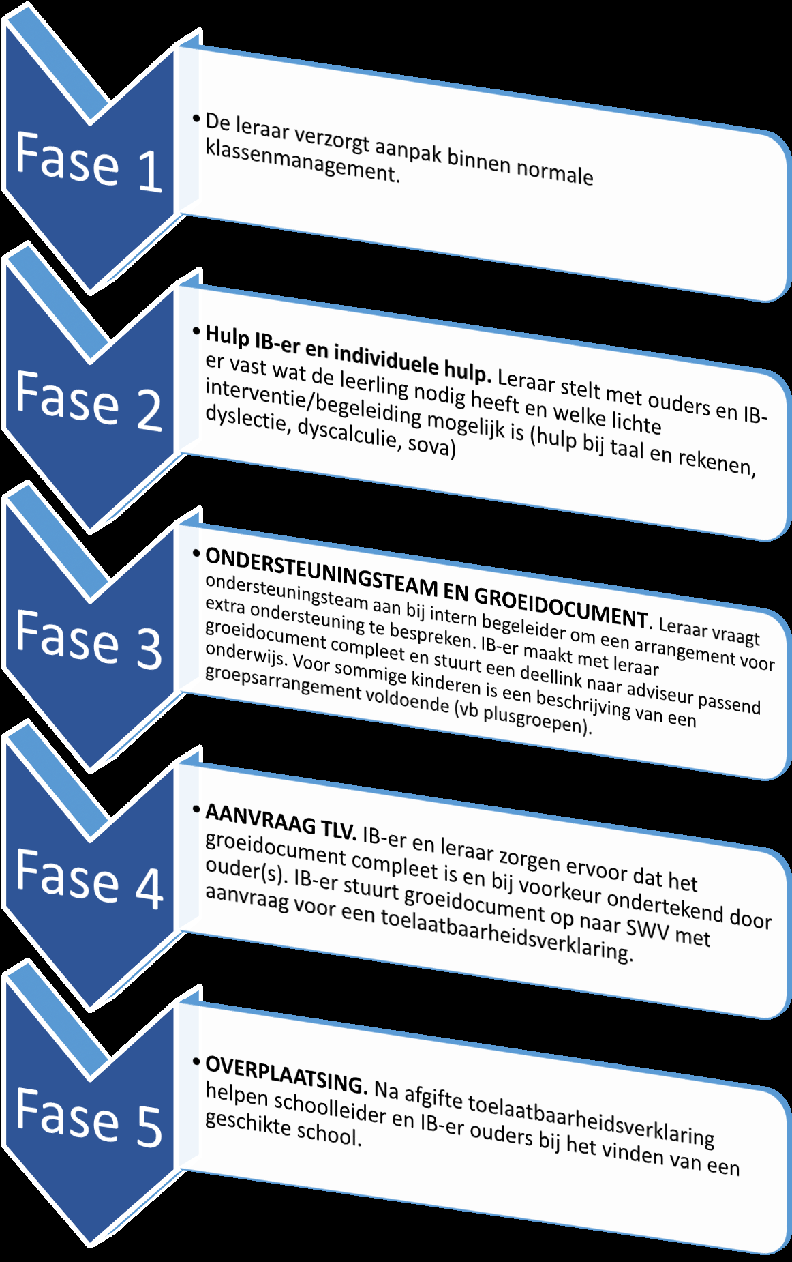 Fase 1
• De leraar verzorgt aanpak binnen normale
klassenmanagement.
Fase 2
• Hulp IB-er en individuele hulp. Leraar stelt met ouders en IB-
er vast wat de leerling nodig heeft en welke lichte
interventie/begeleiding mogelijk is (hulp bij taal en rekenen,
dyslectie, dyscalculie, sova)
Fase 3
• ONDERSTEUNINGSTEAM EN GROEIDOCUMENT. Leraar vraagt
ondersteuningsteam aan bij intern begeleider om een arrangement voor
extra ondersteuning te bespreken. IB-er maakt met leraar
groeidocument compleet en stuurt een deellink naar adviseur passend
onderwijs. Voor sommige kinderen is een beschrijving van een
groepsarrangement voldoende (vb plusgroepen).
Fase 4
• AANVRAAG TLV. IB-er en leraar zorgen ervoor dat het
groeidocument compleet is en bij voorkeur ondertekend door
ouder(s). IB-er stuurt groeidocument op naar SWV met
aanvraag voor een toelaatbaarheidsverklaring.
Fase 5
• OVERPLAATSING. Na afgifte toelaatbaarheidsverklaring
helpen schoolleider en IB-er ouders bij het vinden van een
geschikte school.